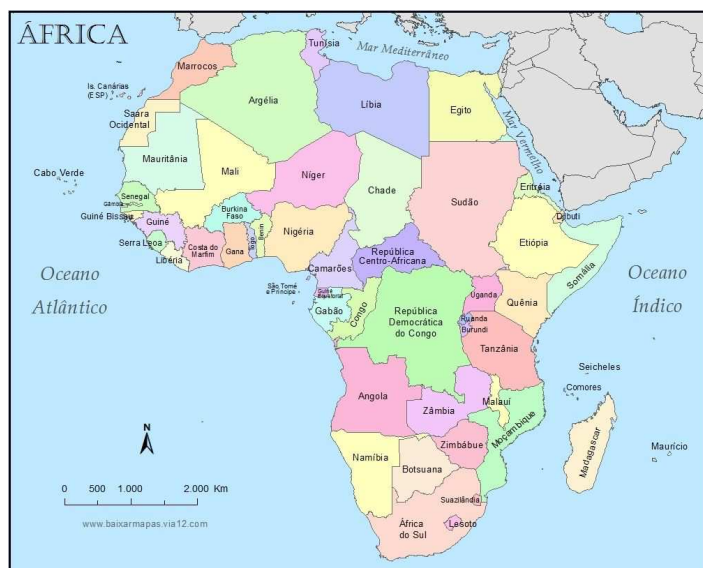 ÁFRICA
Mar Mediterrâneo
Tunísia
Marrocos
Is. Canárias
(ESP)
Argélia
Líbia
Egito
Saara
Ocidental
Mar Vermelho
Mauritânia
Mali
Níger
Chade
Sudão
Eritréia
Cabo Verde
Senegal
Gâmbia
Guiné Bissau
Guiné
Burkina
Faso
Djibuti
Serra Leoa
Costa do
Marfim
Gana
Togo
Benin
Nigéria
Etiópia
Libéria
Camarões
República
Centro-Africana
Somália
Oceano
Atlântico
Oceano
Índico
São Tomé
e Príncipe
Guiné
Equatorial
Gabão
Congo
República
Democrática
do Congo
Uganda
Quênia
Ruanda
Burundi
Tanzânia
Seicheles
Comores
Angola
Zâmbia
Malauí
Moçambique
Madagascar
Maurício
N
Zimbábue
Namíbia
Botsuana
Suazilândia
África
do Sul
Lesoto
0 500 1.000 2.000 Km
www.baixarmapas.via12.com